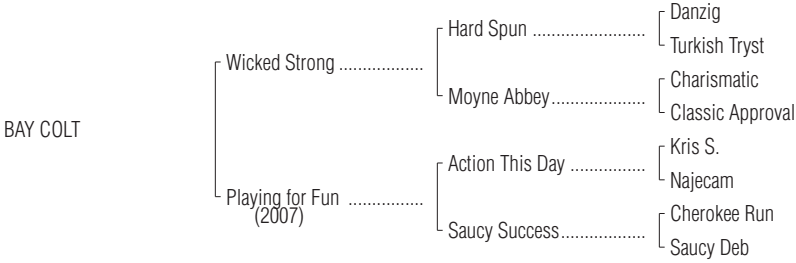 Danzig
Hard Spun ........................
Turkish Tryst
Wicked Strong ..................
Charismatic
Moyne Abbey....................
Classic Approval
BAY COLT
Kris S.
Action This Day ................
Najecam
Playing for Fun ................
(2007)
Cherokee Run
Saucy Success..................
Saucy Deb